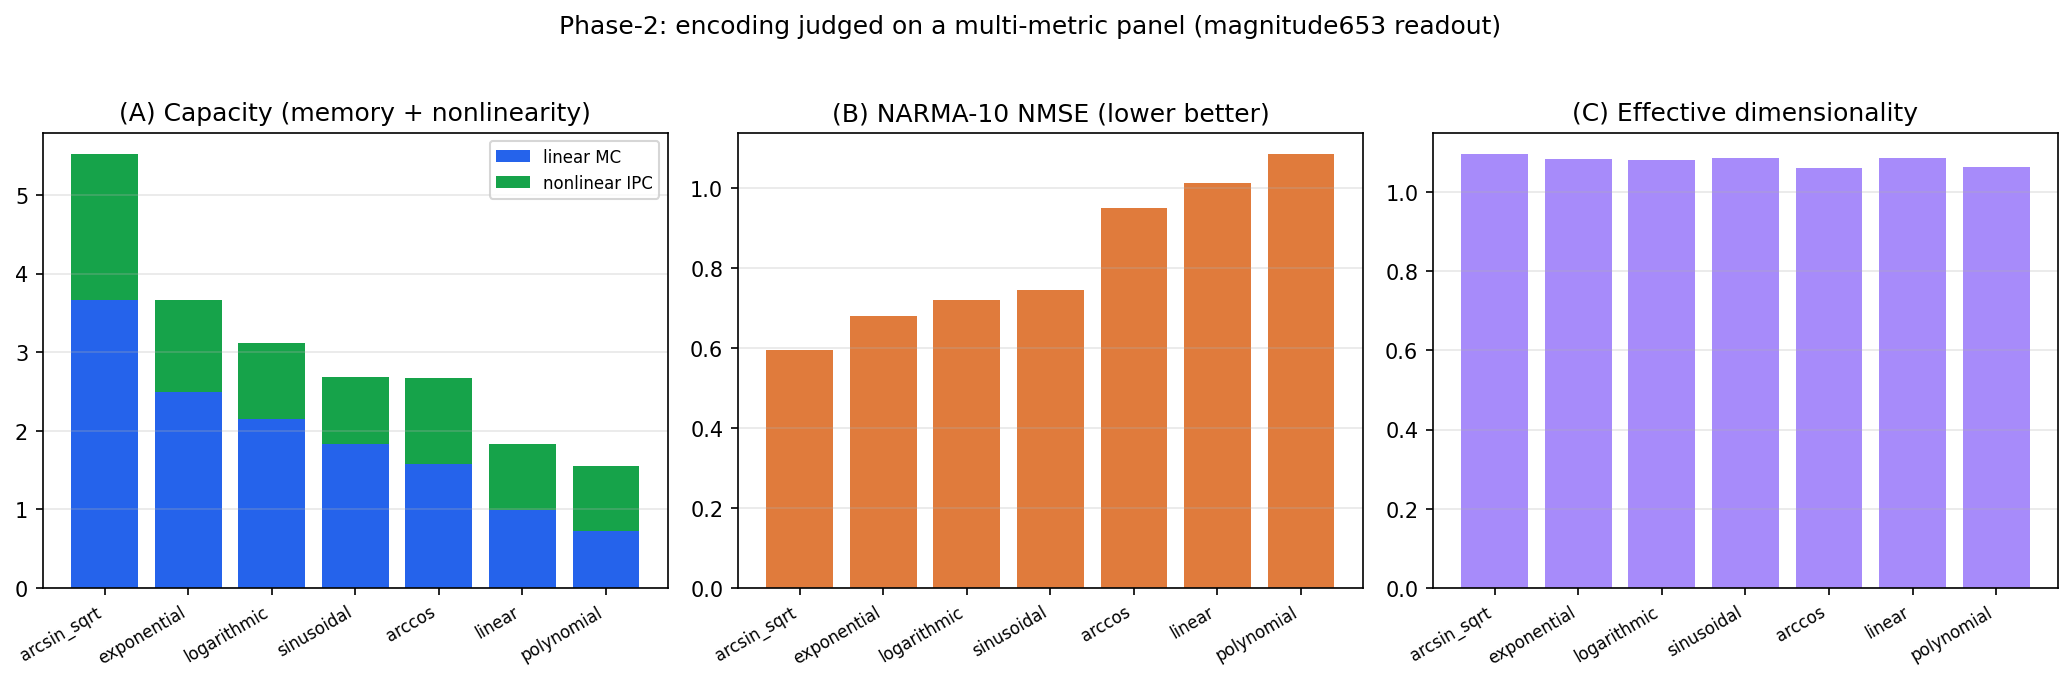 Phase-2: encoding judged on a multi-metric panel (magnitude653 readout)
(A) Capacity (memory + nonlinearity)
linear MC
nonlinear IPC
5
4
3
2
1
0
arcsin_sqrt
exponential
logarithmic
sinusoidal
arccos
linear
polynomial
(B) NARMA-10 NMSE (lower better)
1.0
0.8
0.6
0.4
0.2
0.0
arcsin_sqrt
exponential
logarithmic
sinusoidal
arccos
linear
polynomial
(C) Effective dimensionality
1.0
0.8
0.6
0.4
0.2
0.0
arcsin_sqrt
exponential
logarithmic
sinusoidal
arccos
linear
polynomial